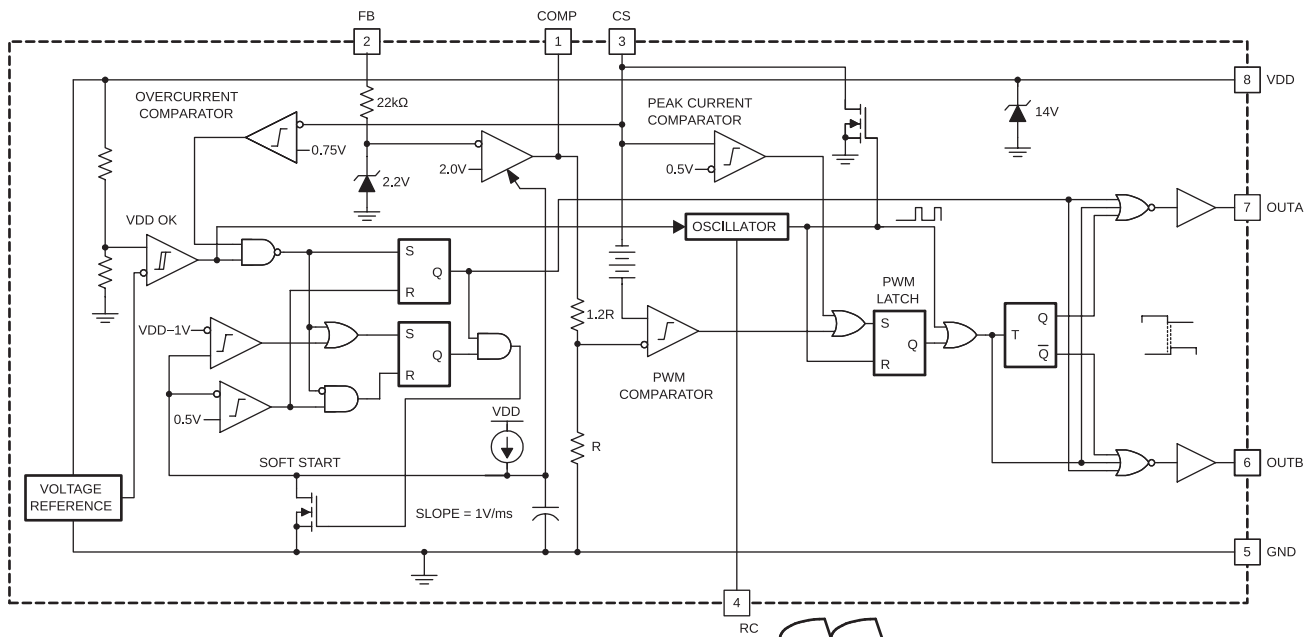 FB
COMP
CS
2
1
3
8
VDD
OVERCURRENT
COMPARATOR
22kΩ
PEAK CURRENT
COMPARATOR
14V
0.75V
2.0V
0.5V
2.2V
VDD OK
7
OUTA
OSCILLATOR
S
Q
R
PWM
LATCH
1.2R
VDD–1V
S
Q
R
S
Q
R
T
Q
Q̅
PWM
COMPARATOR
0.5V
VDD
R
SOFT START
6
OUTB
VOLTAGE
REFERENCE
SLOPE = 1V/ms
5
GND
4
RC